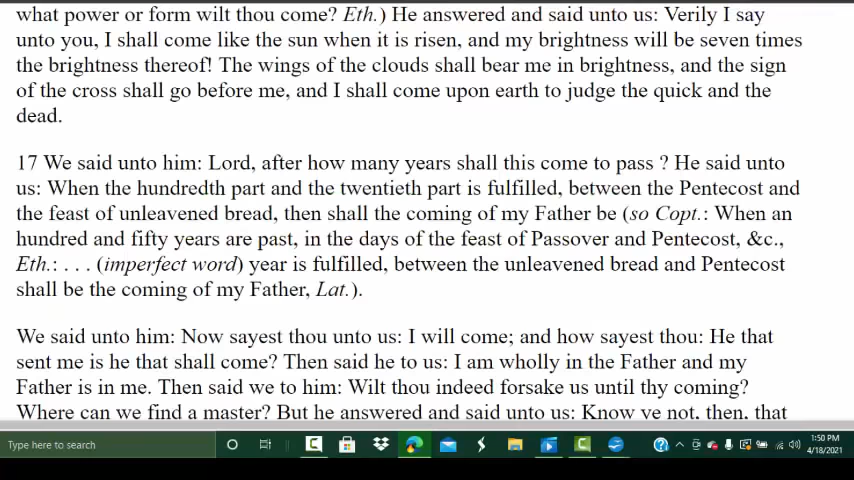 what power or form wilt thou come? Eth.) He answered and said unto us: Verily I say
unto you, I shall come like the sun when it is risen, and my brightness will be seven times
the brightness thereof! The wings of the clouds shall bear me in brightness, and the sign
of the cross shall go before me, and I shall come upon earth to judge the quick and the
dead.
17 We said unto him: Lord, after how many years shall this come to pass ? He said unto
us: When the hundredth part and the twentieth part is fulfilled, between the Pentecost and
the feast of unleavened bread, then shall the coming of my Father be (so Copt.: When an
hundred and fifty years are past, in the days of the feast of Passover and Pentecost, &c.,
Eth.: . . . (imperfect word) year is fulfilled, between the unleavened bread and Pentecost
shall be the coming of my Father, Lat.).
We said unto him: Now sayest thou unto us: I will come; and how sayest thou: He that
sent me is he that shall come? Then said he to us: I am wholly in the Father and my
Father is in me. Then said we to him: Wilt thou indeed forsake us until thy coming?
Where can we find a master? But he answered and said unto us: Know ye not, then, that
Type here to search
1:50 PM
4/18/2021